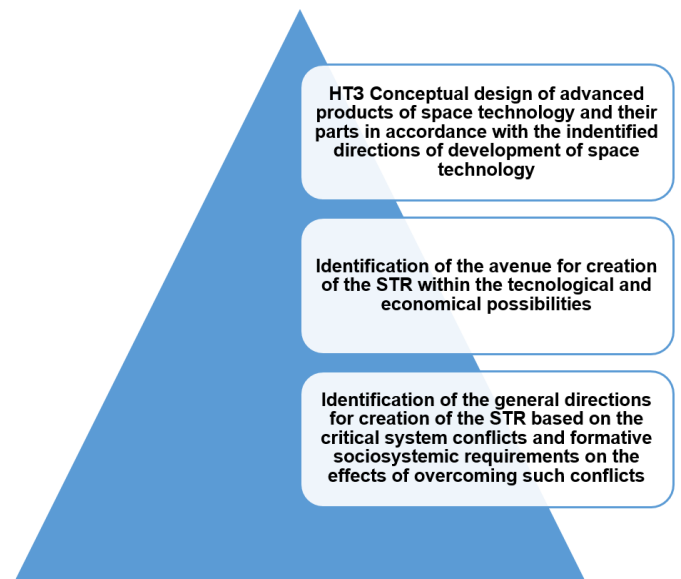 HT3 Conceptual design of advanced
products of space technology and their
parts in accordance with the indentified
directions of development of space
technology
Identification of the avenue for creation
of the STR within the tecnological and
economical possibilities
Identification of the general directions
for creation of the STR based on the
critical system conflicts and formative
sociosystemic requirements on the
effects of overcoming such conflicts